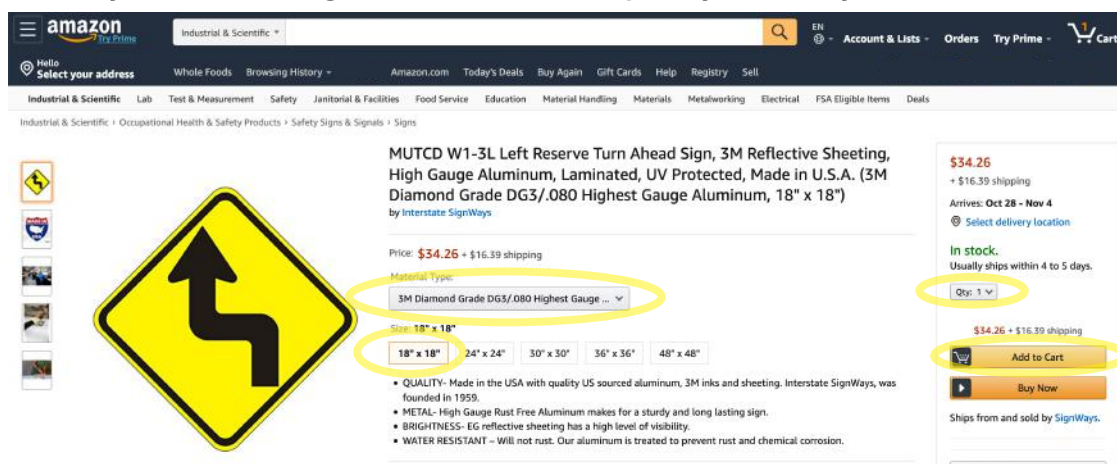 amazon
Try Prime
Industrial & Scientific
EN
Account & Lists
Orders
Try Prime
1
Cart
Hello
Select your address
Whole Foods
Browsing History
Amazon.com
Today's Deals
Buy Again
Gift Cards
Help
Registry
Sell
Industrial & Scientific
Lab
Test & Measurement
Safety
Janitorial & Facilities
Food Service
Education
Material Handling
Materials
Metalworking
Electrical
FSA Eligible Items
Deals
Industrial & Scientific › Occupational Health & Safety Products › Safety Signs & Signals › Signs
MUTCD W1-3L Left Reserve Turn Ahead Sign, 3M Reflective Sheeting,
High Gauge Aluminum, Laminated, UV Protected, Made in U.S.A. (3M
Diamond Grade DG3/.080 Highest Gauge Aluminum, 18" x 18")
by Interstate SignWays
Price: $34.26 + $16.39 shipping
Material Type:
3M Diamond Grade DG3/.080 Highest Gauge ...
Size: 18" x 18"
18" x 18"
24" x 24"
30" x 30"
36" x 36"
48" x 48"
• QUALITY- Made in the USA with quality US sourced aluminum, 3M inks and sheeting. Interstate SignWays, was
founded in 1959.
• METAL- High Gauge Rust Free Aluminum makes for a sturdy and long lasting sign.
• BRIGHTNESS- EG reflective sheeting has a high level of visibility.
• WATER RESISTANT – Will not rust. Our aluminum is treated to prevent rust and chemical corrosion.
$34.26
+ $16.39 shipping
Arrives: Oct 28 - Nov 4
Select delivery location
In stock.
Usually ships within 4 to 5 days.
Qty: 1
$34.26 + $16.39 shipping
Add to Cart
Buy Now
Ships from and sold by SignWays.